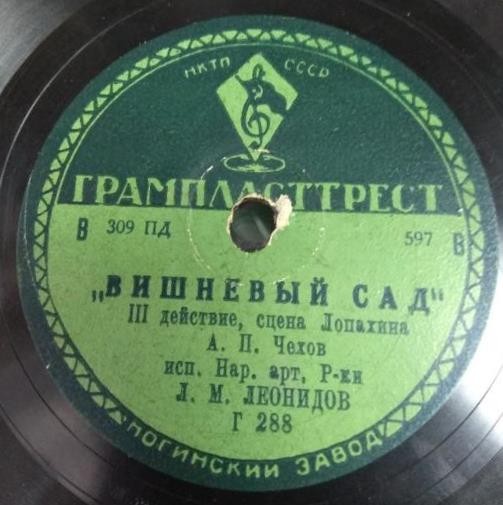 НКТП СССР
ГРАМПЛАСТТРЕСТ
В 309 ПД 597 В
„ВИШНЕВЫЙ САД“
III действие, сцена Лопахина
А. П. Чехов
исп. Нар. арт, Р-ки
Л. М. ЛЕОНИДОВ
Г 288
НОГИНСКИЙ ЗАВОД